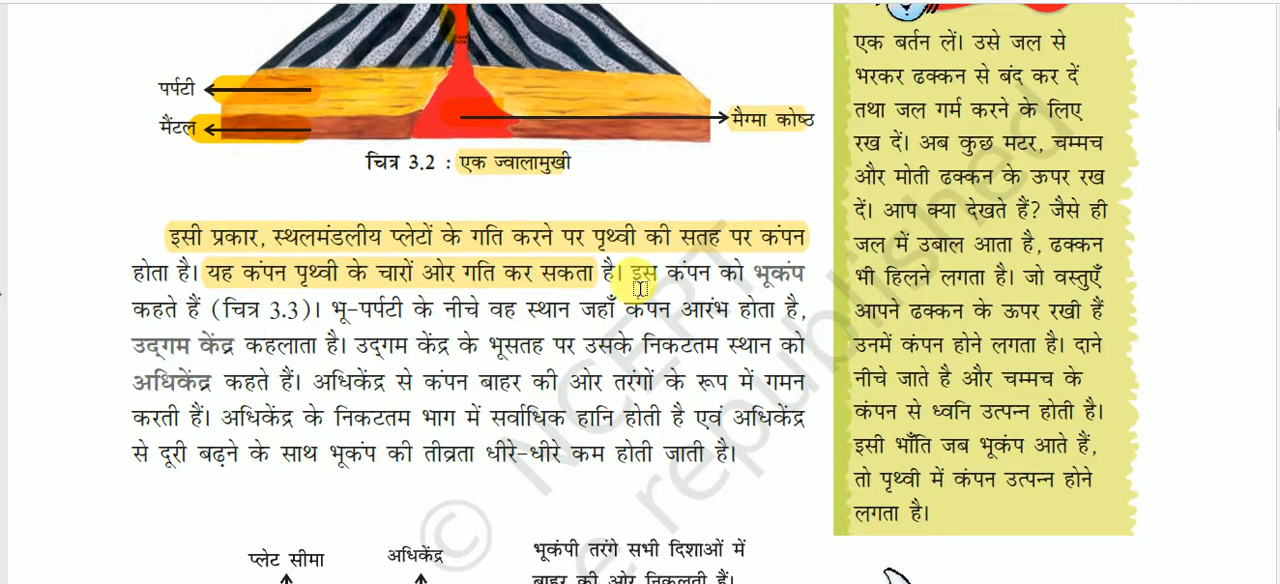 पर्पटी
मैंटल
मैग्मा कोष्ठ
चित्र 3.2 : एक ज्वालामुखी
इसी प्रकार, स्थलमंडलीय प्लेटों के गति करने पर पृथ्वी की सतह पर कंपन
होता है। यह कंपन पृथ्वी के चारों ओर गति कर सकता है। इस कंपन को भूकंप
कहते हैं (चित्र 3.3)। भू-पर्पटी के नीचे वह स्थान जहाँ कंपन आरंभ होता है,
उद्गम केंद्र कहलाता है। उद्गम केंद्र के भूसतह पर उसके निकटतम स्थान को
अधिकेंद्र कहते हैं। अधिकेंद्र से कंपन बाहर की ओर तरंगों के रूप में गमन
करती हैं। अधिकेंद्र के निकटतम भाग में सर्वाधिक हानि होती है एवं अधिकेंद्र
से दूरी बढ़ने के साथ भूकंप की तीव्रता धीरे-धीरे कम होती जाती है।
प्लेट सीमा
अधिकेंद्र
भूकंपी तरंगे सभी दिशाओं में
बाहर की ओर निकलती हैं।
एक बर्तन लें। उसे जल से
भरकर ढक्कन से बंद कर दें
तथा जल गर्म करने के लिए
रख दें। अब कुछ मटर, चम्मच
और मोती ढक्कन के ऊपर रख
दें। आप क्या देखते हैं? जैसे ही
जल में उबाल आता है, ढक्कन
भी हिलने लगता है। जो वस्तुएँ
आपने ढक्कन के ऊपर रखी हैं
उनमें कंपन होने लगता है। दाने
नीचे जाते है और चम्मच के
कंपन से ध्वनि उत्पन्न होती है।
इसी भाँति जब भूकंप आते हैं,
तो पृथ्वी में कंपन उत्पन्न होने
लगता है।
© NCERT
e republished